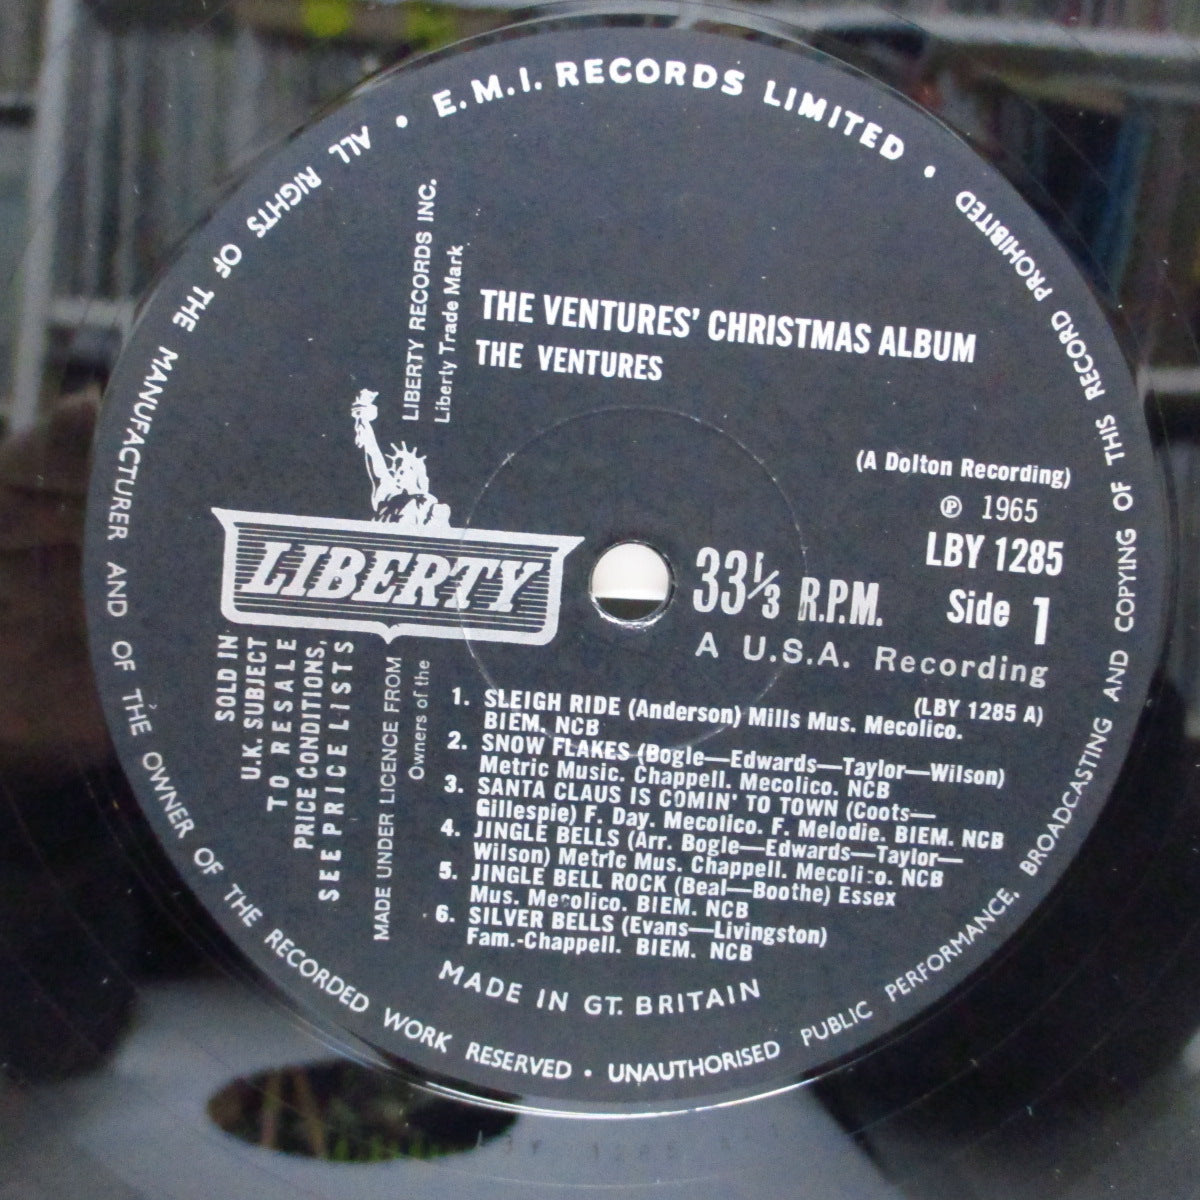 E.M.I. RECORDS LIMITED •
ALL RIGHTS OF THE MANUFACTURER AND OF THE OWNER OF THE RECORDED WORK RESERVED • UNAUTHORISED PUBLIC PERFORMANCE, BROADCASTING AND COPYING OF THIS RECORD PROHIBITED •
LIBERTY RECORDS INC.
Liberty Trade Mark
THE VENTURES' CHRISTMAS ALBUM
THE VENTURES
(A Dolton Recording)
℗ 1965
LBY 1285
LIBERTY
33⅓ R.P.M.
Side 1
A U.S.A. Recording
(LBY 1285 A)
SOLD IN
U.K. SUBJECT
TO RESALE
PRICE CONDITIONS,
SEE PRICE LISTS
MADE UNDER LICENCE FROM
Owners of the
1. SLEIGH RIDE (Anderson) Mills Mus. Mecolico.
BIEM. NCB
2. SNOW FLAKES (Bogle—Edwards—Taylor—Wilson)
Metric Music. Chappell. Mecolico. NCB
3. SANTA CLAUS IS COMIN' TO TOWN (Coots—
Gillespie) F. Day. Mecolico. F. Melodie. BIEM. NCB
4. JINGLE BELLS (Arr. Bogle—Edwards—Taylor—
Wilson) Metric Mus. Chappell. Mecolico. NCB
5. JINGLE BELL ROCK (Beal—Boothe) Essex
Mus. Mecolico. BIEM. NCB
6. SILVER BELLS (Evans—Livingston)
Fam.-Chappell. BIEM. NCB
MADE IN GT. BRITAIN